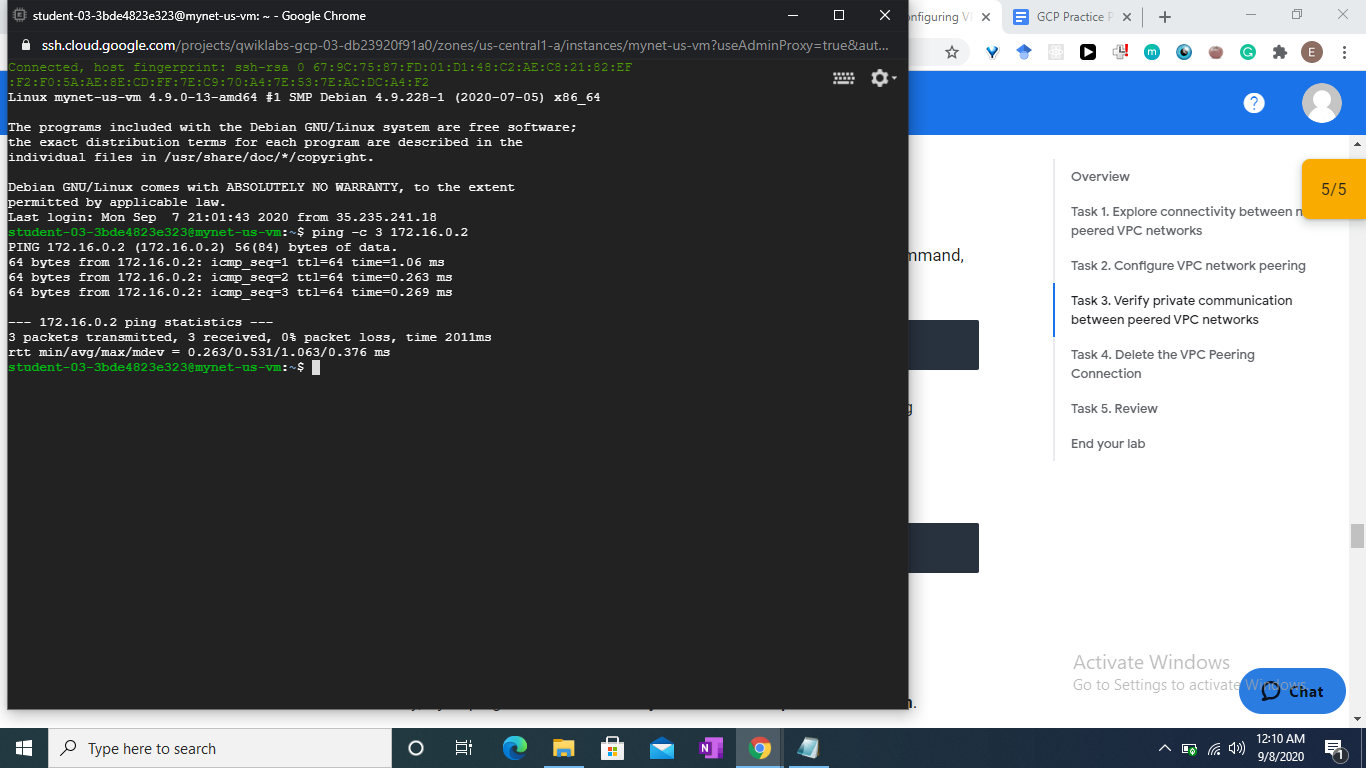 student-03-3bde4823e323@mynet-us-vm: ~ - Google Chrome
ssh.cloud.google.com/projects/qwiklabs-gcp-03-db23920f91a0/zones/us-central1-a/instances/mynet-us-vm?useAdminProxy=true&aut...
Connected, host fingerprint: ssh-rsa 0 67:9C:75:87:FD:01:D1:48:C2:AE:C8:21:82:EF
:F2:F0:5A:AE:8E:CD:FF:7E:C9:70:A4:7E:53:7E:AC:DC:A4:F2
Linux mynet-us-vm 4.9.0-13-amd64 #1 SMP Debian 4.9.228-1 (2020-07-05) x86_64
The programs included with the Debian GNU/Linux system are free software;
the exact distribution terms for each program are described in the
individual files in /usr/share/doc/*/copyright.
Debian GNU/Linux comes with ABSOLUTELY NO WARRANTY, to the extent
permitted by applicable law.
Last login: Mon Sep  7 21:01:43 2020 from 35.235.241.18
student-03-3bde4823e323@mynet-us-vm:~$ ping -c 3 172.16.0.2
PING 172.16.0.2 (172.16.0.2) 56(84) bytes of data.
64 bytes from 172.16.0.2: icmp_seq=1 ttl=64 time=1.06 ms
64 bytes from 172.16.0.2: icmp_seq=2 ttl=64 time=0.263 ms
64 bytes from 172.16.0.2: icmp_seq=3 ttl=64 time=0.269 ms
--- 172.16.0.2 ping statistics ---
3 packets transmitted, 3 received, 0% packet loss, time 2011ms
rtt min/avg/max/mdev = 0.263/0.531/1.063/0.376 ms
student-03-3bde4823e323@mynet-us-vm:~$
nfiguring V
GCP Practice P
E
mmand,
Overview
5/5
Task 1. Explore connectivity between n
peered VPC networks
Task 2. Configure VPC network peering
Task 3. Verify private communication
between peered VPC networks
Task 4. Delete the VPC Peering
Connection
Task 5. Review
End your lab
Activate Windows
Go to Settings to activate Windows.
Chat
Type here to search
12:10 AM
9/8/2020
1